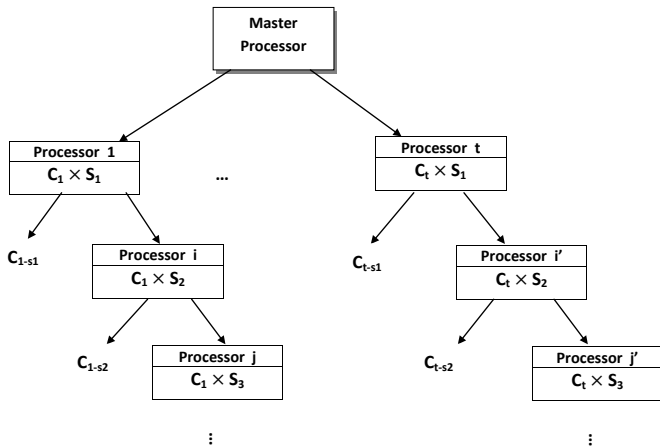 Master
Processor
Processor 1
C₁ × S₁
...
Processor t
Cₜ × S₁
C₁₋ₛ₁
Processor i
C₁ × S₂
Cₜ₋ₛ₁
Processor i'
Cₜ × S₂
C₁₋ₛ₂
Processor j
C₁ × S₃
Cₜ₋ₛ₂
Processor j'
Cₜ × S₃
⋮
⋮